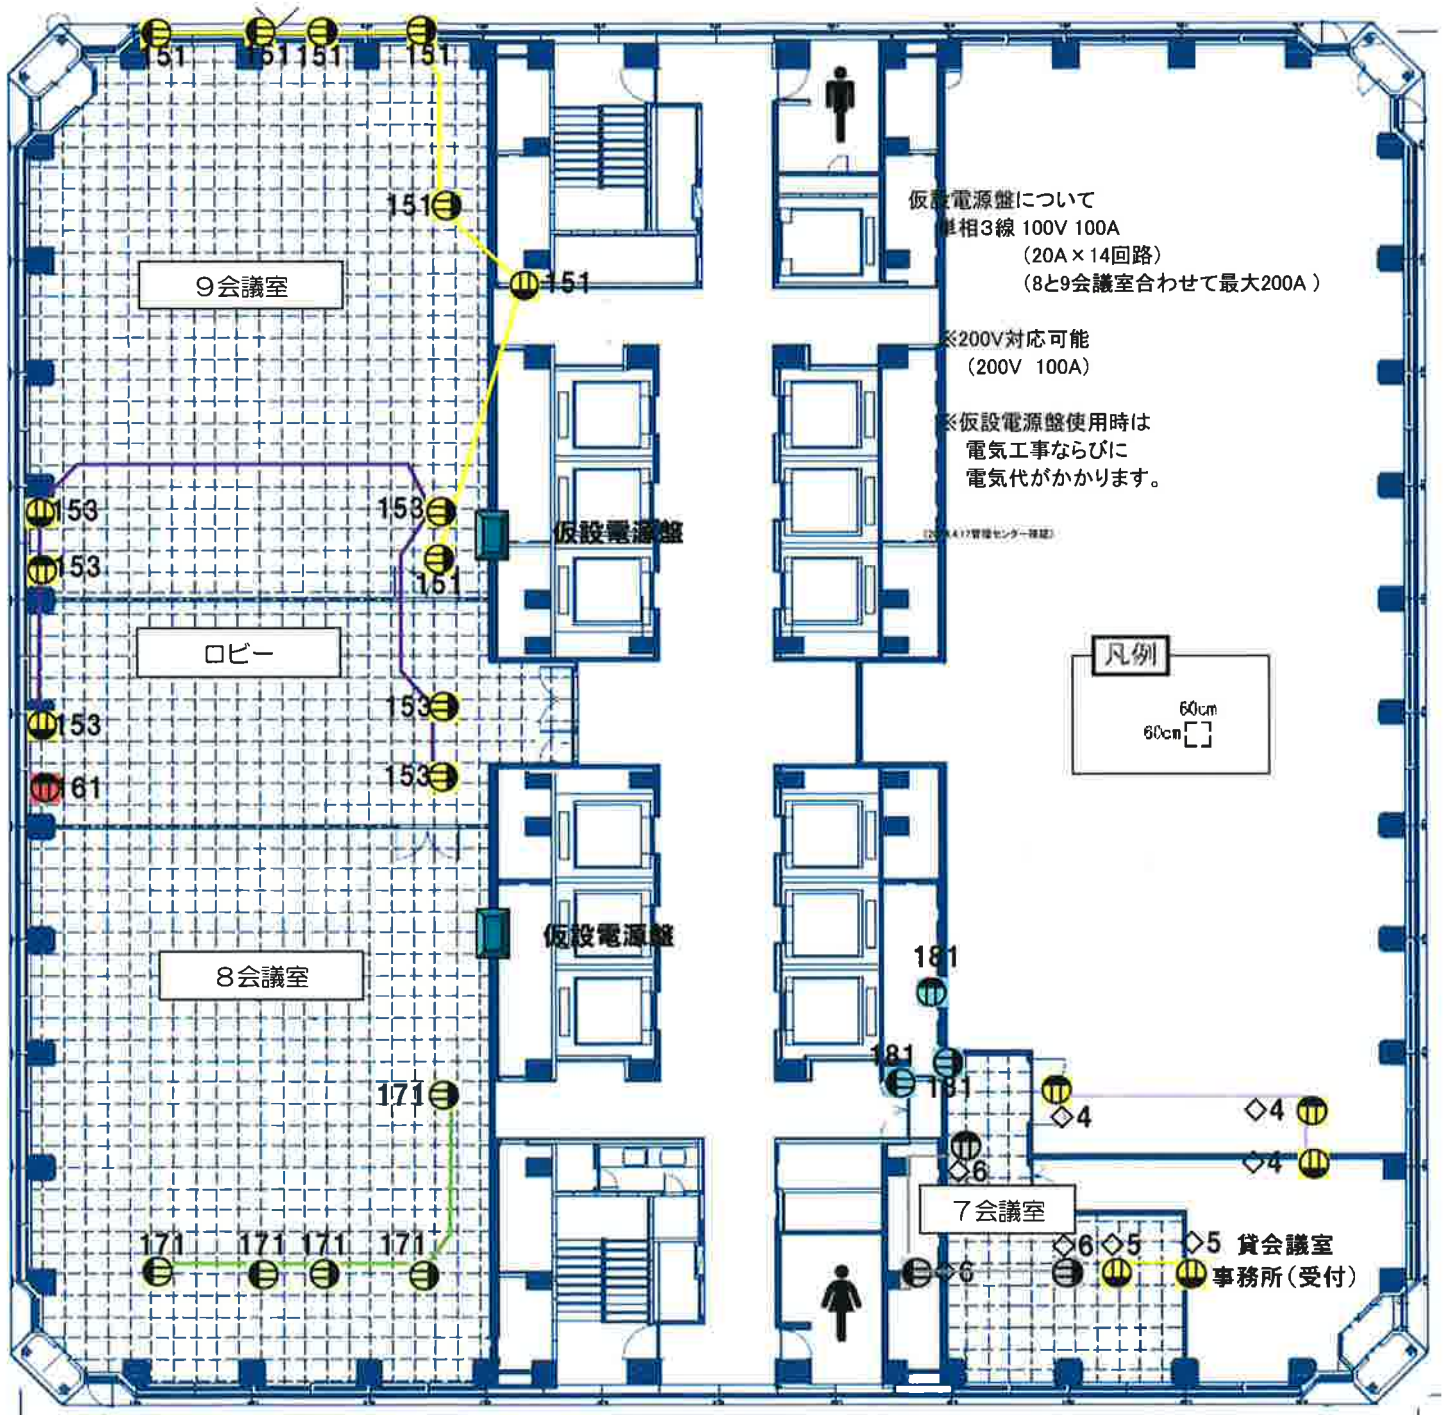 151
151
151
151
151
仮設電源盤について
単相3線 100V 100A
(20A×14回路)
(8と9会議室合わせて最大200A )
9会議室
151
※200V対応可能
(200V 100A)
※仮設電源盤使用時は
電気工事ならびに
電気代がかかります。
153
153
仮設電源盤
153
151
ロビー
凡例
60cm
60cm
153
153
153
161
仮設電源盤
8会議室
181
181
181
171
◇4
◇4
◇4
◇6
7会議室
171
171
171
171
◇6
◇5
◇5
貸会議室
◇6
事務所(受付)